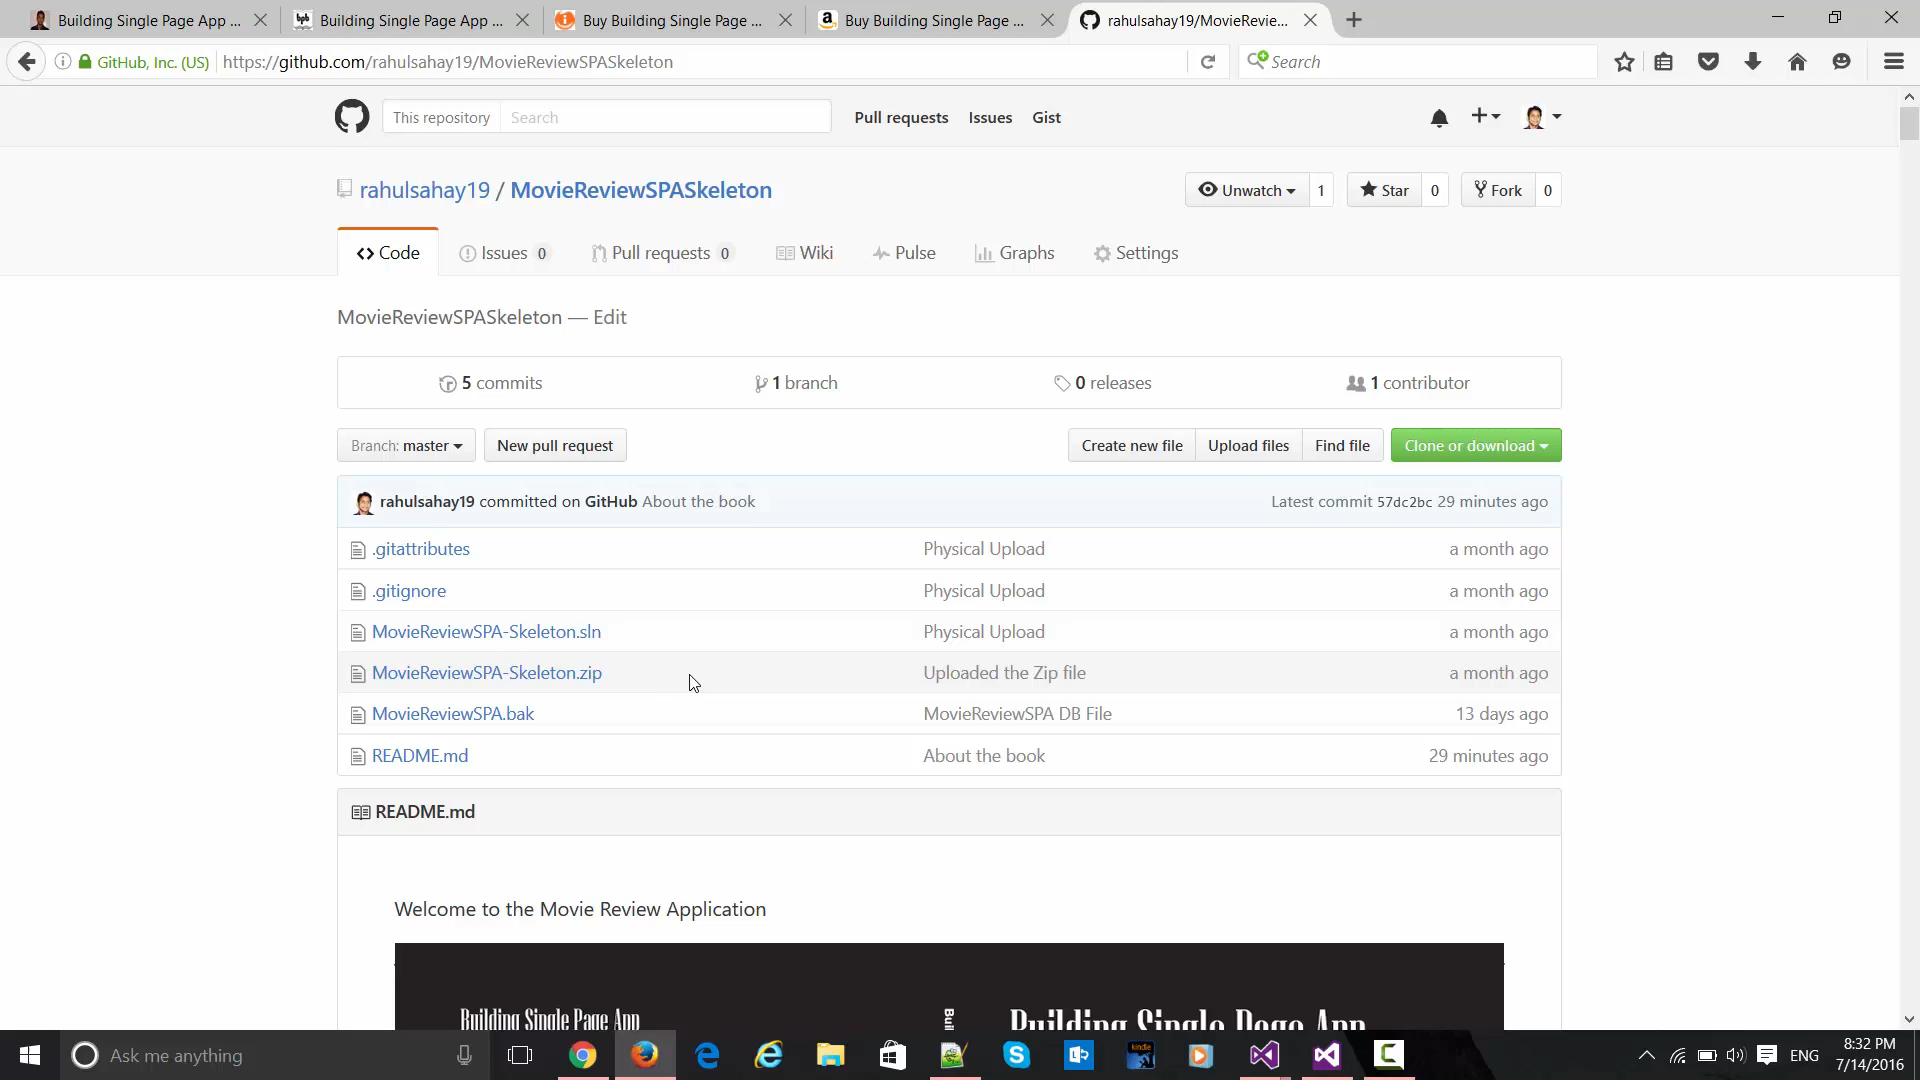 Building Single Page App ...
Building Single Page App ...
Buy Building Single Page ...
Buy Building Single Page ...
rahulsahay19/MovieRevie...
GitHub, Inc. (US)
https://github.com/rahulsahay19/MovieReviewSPASkeleton
Search
This repository
Search
Pull requests
Issues
Gist
rahulsahay19 / MovieReviewSPASkeleton
Unwatch 1
Star 0
Fork 0
Code
Issues 0
Pull requests 0
Wiki
Pulse
Graphs
Settings
MovieReviewSPASkeleton — Edit
5 commits
1 branch
0 releases
1 contributor
Branch: master
New pull request
Create new file
Upload files
Find file
Clone or download
rahulsahay19 committed on GitHub About the book
Latest commit 57dc2bc 29 minutes ago
.gitattributes Physical Upload a month ago
.gitignore Physical Upload a month ago
MovieReviewSPA-Skeleton.sln Physical Upload a month ago
MovieReviewSPA-Skeleton.zip Uploaded the Zip file a month ago
MovieReviewSPA.bak MovieReviewSPA DB File 13 days ago
README.md About the book 29 minutes ago
README.md
Welcome to the Movie Review Application
Building Single Page App
Bui
Building Single Page App
Ask me anything
kindle
ENG
8:32 PM
7/14/2016